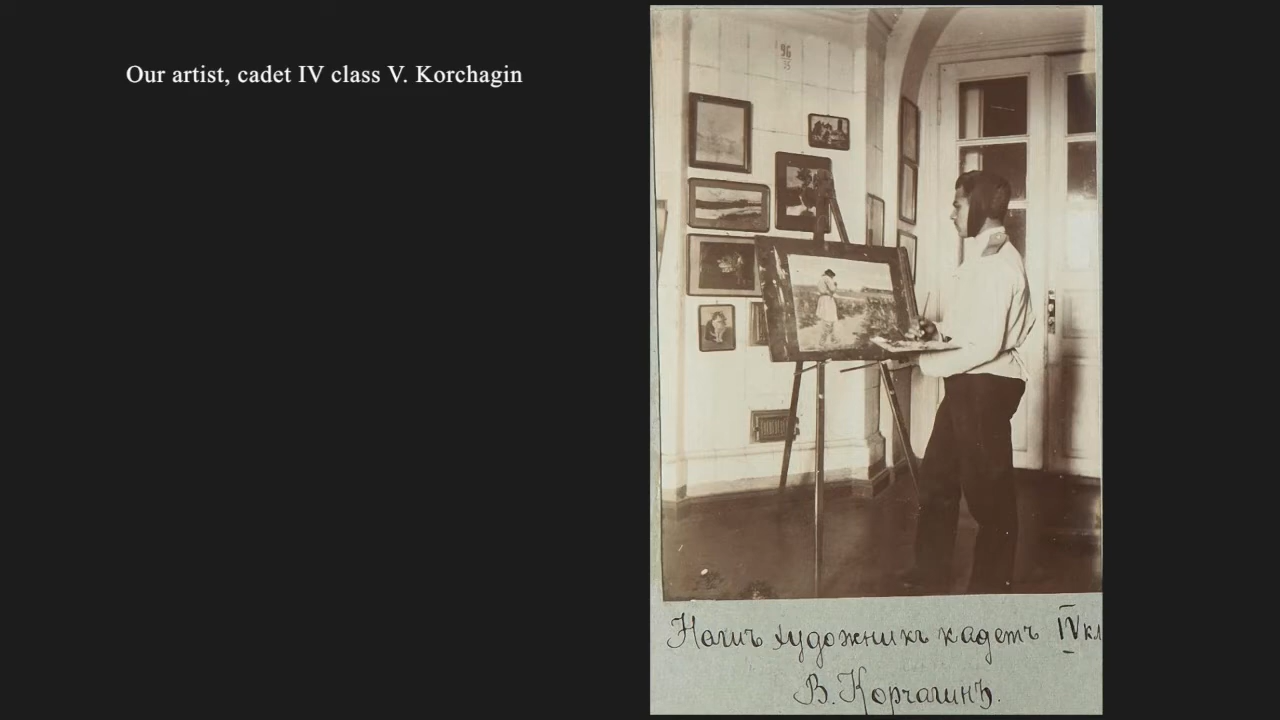 Our artist, cadet IV class V. Korchagin
96
Нашъ художникъ кадетъ IV кл
В. Корчагинъ.